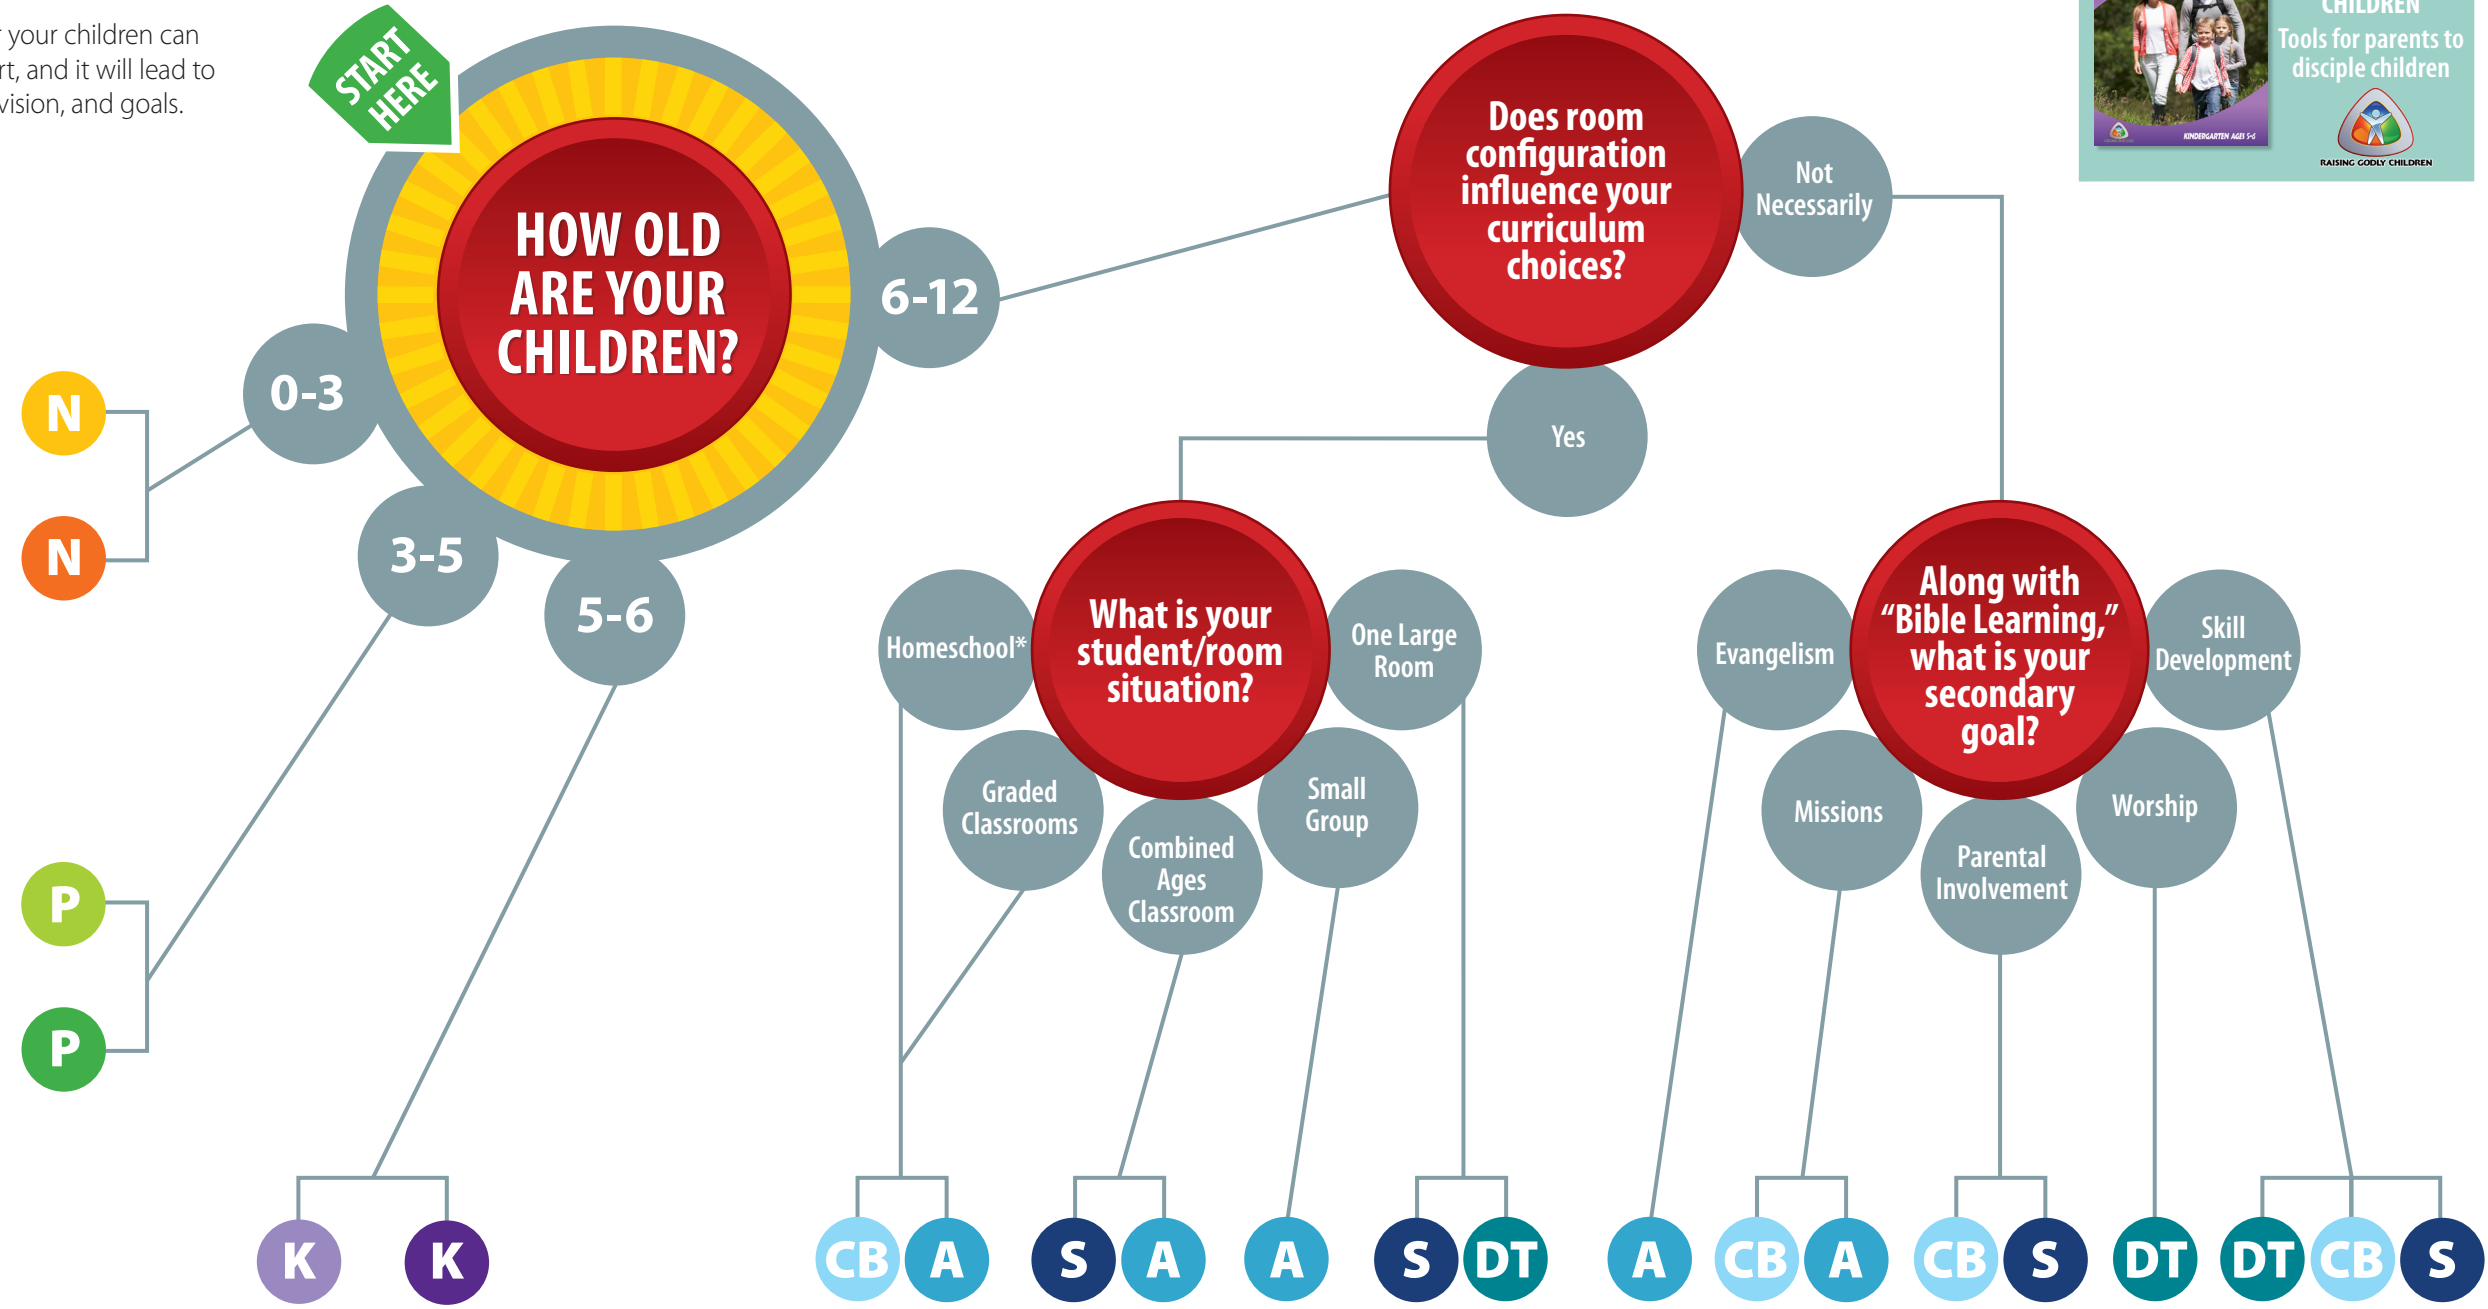 your children can
and it will lead to
vision, and goals.
START
HERE
HOW OLD
ARE YOUR
CHILDREN?
0-3
3-5
5-6
6-12
N
N
P
P
K
K
Does room
configuration
influence your
curriculum
choices?
Not
Necessarily
Yes
What is your
student/room
situation?
Homeschool*
Graded
Classrooms
Combined
Ages
Classroom
Small
Group
One Large
Room
Along with
“Bible Learning,”
what is your
secondary
goal?
Evangelism
Missions
Parental
Involvement
Worship
Skill
Development
CB
A
S
A
A
S
DT
A
CB
A
CB
S
DT
DT
CB
S
CHILDREN
Tools for parents to
disciple children
RAISING GODLY CHILDREN
KINDERGARTEN AGES 5-6